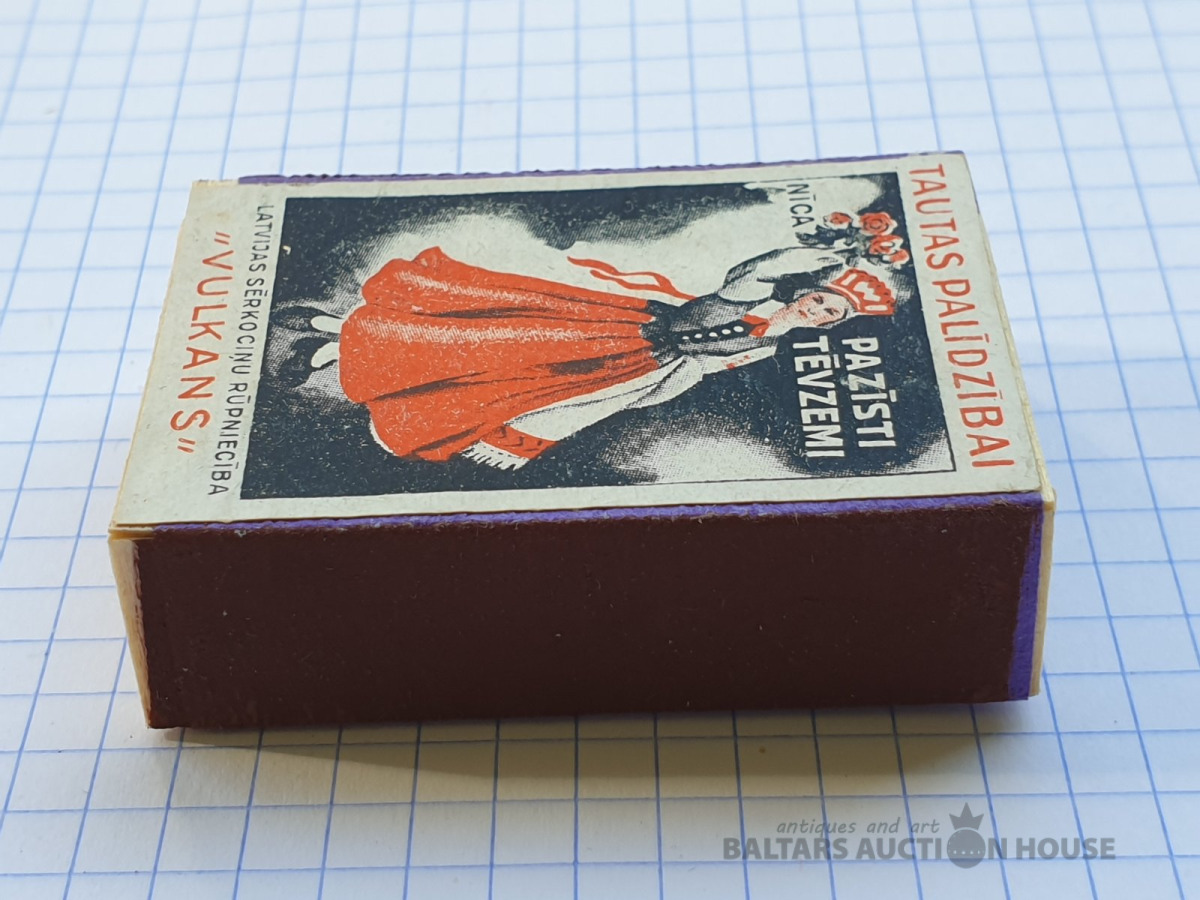 TAUTAS PALĪDZĪBAI
NĪCA
PAZĪSTI
TĒVZEMI
LATVIJAS SĒRKOCIŅU RŪPNIECĪBA
„VULKANS”
antiques and art
BALTARS AUCTION HOUSE